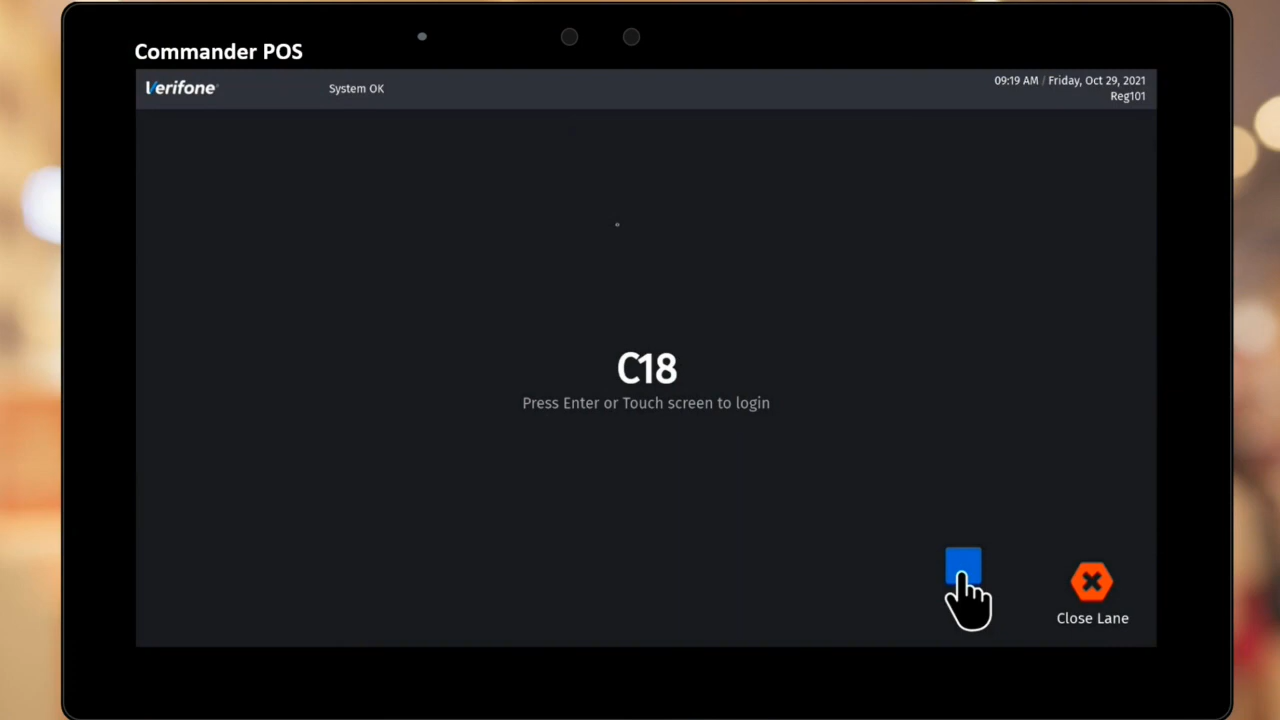 Commander POS
Verifone
System OK
09:19 AM / Friday, Oct 29, 2021
Reg101
C18
Press Enter or Touch screen to login
Close Lane